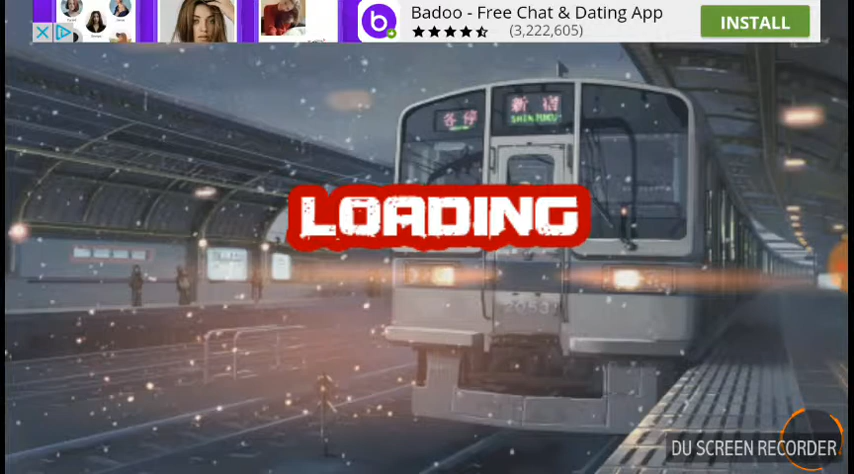 Badoo - Free Chat & Dating App
(3,222,605)
INSTALL
各停
新宿
SHINJUKU
LOADING
DU SCREEN RECORDER